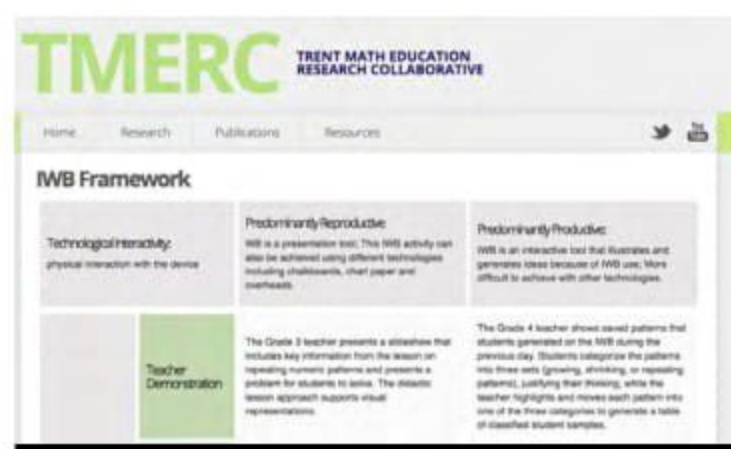 TMERC
TRENT MATH EDUCATION
RESEARCH COLLABORATIVE
Home Research Publications Resources
You
Tube
IWB Framework
Technological Interactivity:
physical interaction with the device
Predominantly Reproductive:
IWB is a presentation tool; This IWB activity can
also be achieved using different technologies
including chalkboards, chart paper and
overheads.
Predominantly Productive:
IWB is an interactive tool that illustrates and
generates ideas because of IWB use; More
difficult to achieve with other technologies.
Teacher
Demonstration
The Grade 3 teacher presents a slideshow that
includes key information from the lesson on
repeating numeric patterns and presents a
problem for students to solve. The didactic
lesson approach supports visual
representations.
The Grade 4 teacher shows saved patterns that
students generated on the IWB during the
previous day. Students categorize the patterns
into three sets (growing, shrinking, or repeating
patterns), justifying their thinking, while the
teacher highlights and moves each pattern into
one of the three categories to generate a table
of classified student samples.